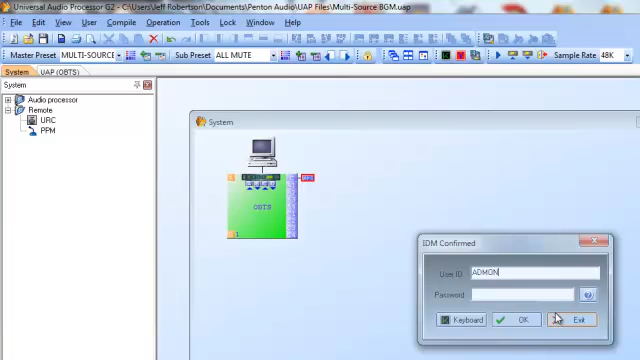 Universal Audio Processor G2 - C:\Users\Jeff Robertson\Documents\Penton Audio\UAP Files\Multi-Source BGM.uap
File Edit View User Compile Operation Tools Lock Window Help
Master Preset MULTI-SOURCE Sub Preset ALL MUTE Sample Rate 48K
System UAP (OBTS)
System
Audio processor
Remote
URC
PPM
System
OBTS
1
IDM Confirmed
User ID ADMON
Password
Keyboard OK Exit